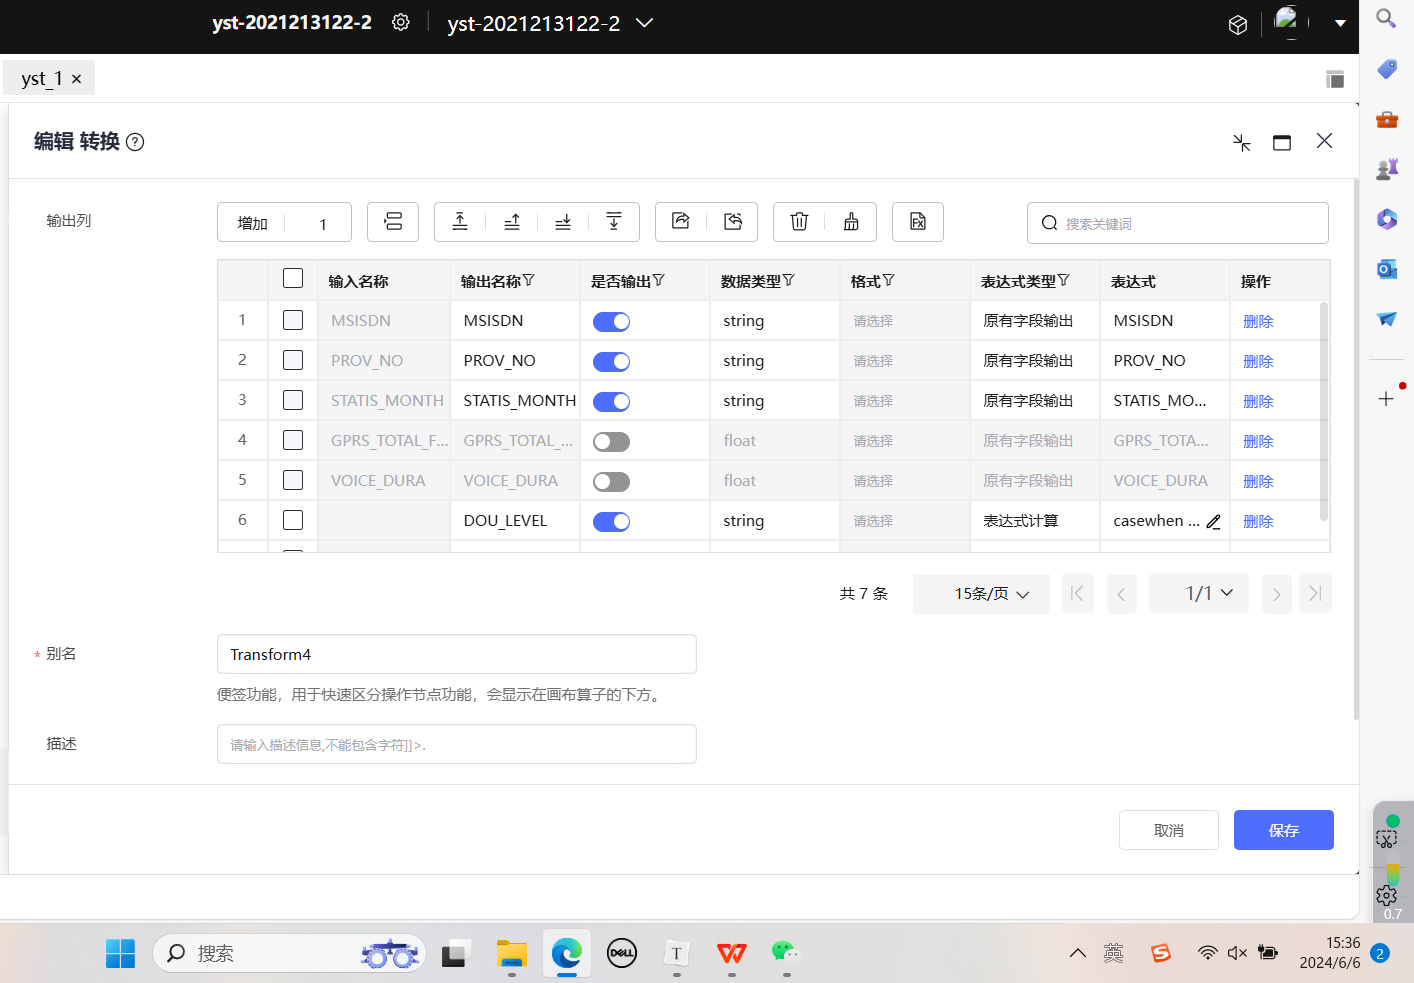 yst-2021213122-2 yst-2021213122-2
yst_1 ×
编辑 转换 ?
输出列 增加 1 搜索关键词
输入名称 输出名称 是否输出 数据类型 格式 表达式类型 表达式 操作
1 MSISDN MSISDN string 请选择 原有字段输出 MSISDN 删除
2 PROV_NO PROV_NO string 请选择 原有字段输出 PROV_NO 删除
3 STATIS_MONTH STATIS_MONTH string 请选择 原有字段输出 STATIS_MO... 删除
4 GPRS_TOTAL_F... GPRS_TOTAL_... float 请选择 原有字段输出 GPRS_TOTA... 删除
5 VOICE_DURA VOICE_DURA float 请选择 原有字段输出 VOICE_DURA 删除
6 DOU_LEVEL string 请选择 表达式计算 casewhen ... 删除
共 7 条 15条/页 1/1
* 别名 Transform4
便签功能，用于快速区分操作节点功能，会显示在画布算子的下方。
描述 请输入描述信息,不能包含字符]]>.
取消 保存
0.7
搜索 DELL T 英 15:36
2024/6/6 2